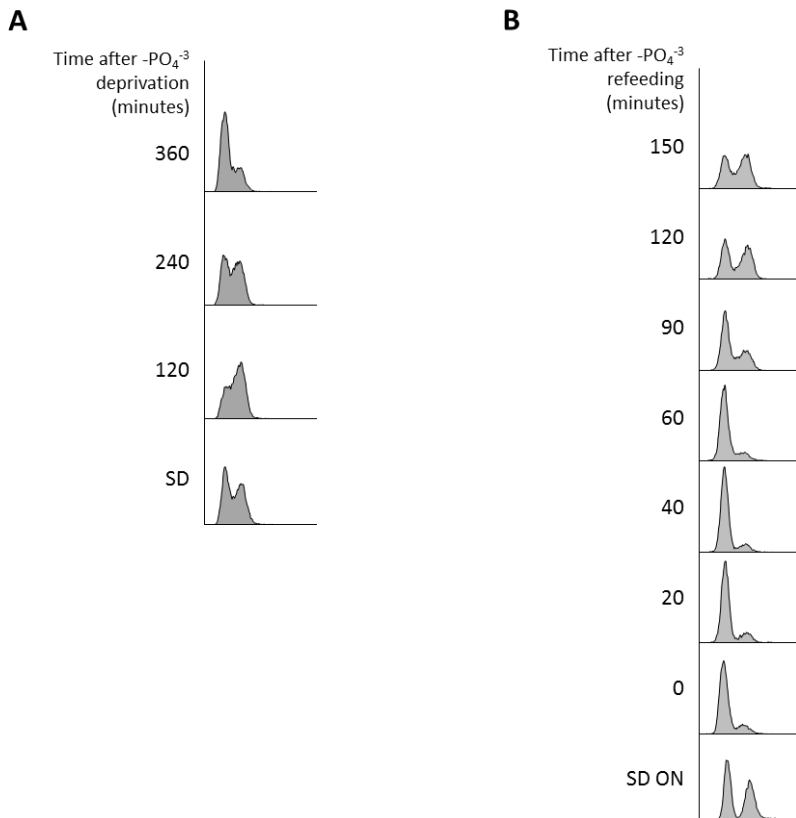 A
Time after -PO₄⁻³
deprivation
(minutes)
360
240
120
SD
B
Time after -PO₄⁻³
refeeding
(minutes)
150
120
90
60
40
20
0
SD ON